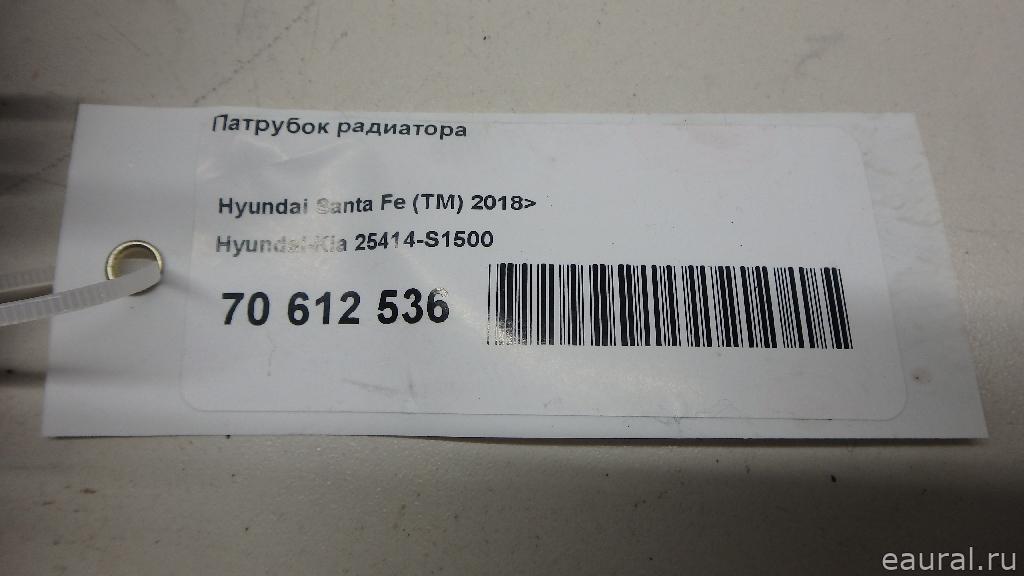 Патрубок радиатора
Hyundai Santa Fe (TM) 2018>
Hyundai-Kia 25414-S1500
70 612 536
eaural.ru